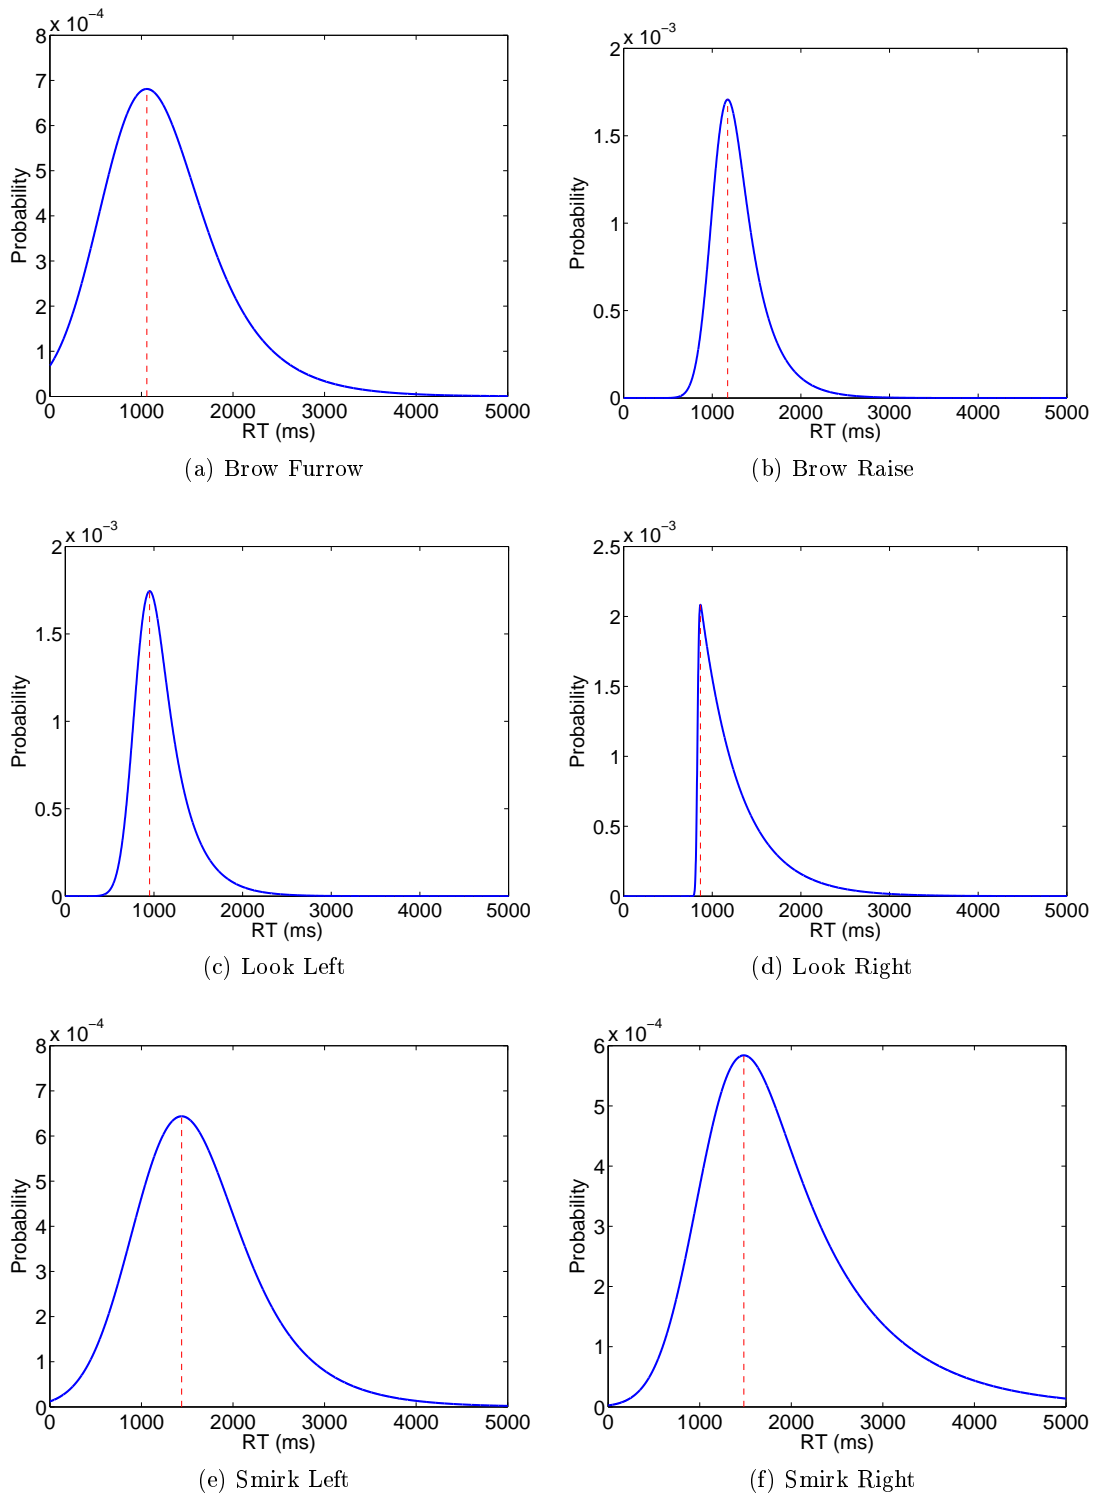 x 10⁻⁴
8
7
6
5
4
3
2
1
0
Probability
0 1000 2000 3000 4000 5000
RT (ms)
(a) Brow Furrow
x 10⁻³
2
1.5
1
0.5
0
Probability
0 1000 2000 3000 4000 5000
RT (ms)
(b) Brow Raise
x 10⁻³
2
1.5
1
0.5
0
Probability
0 1000 2000 3000 4000 5000
RT (ms)
(c) Look Left
x 10⁻³
2.5
2
1.5
1
0.5
0
Probability
0 1000 2000 3000 4000 5000
RT (ms)
(d) Look Right
x 10⁻⁴
8
7
6
5
4
3
2
1
0
Probability
0 1000 2000 3000 4000 5000
RT (ms)
(e) Smirk Left
x 10⁻⁴
6
5
4
3
2
1
0
Probability
0 1000 2000 3000 4000 5000
RT (ms)
(f) Smirk Right